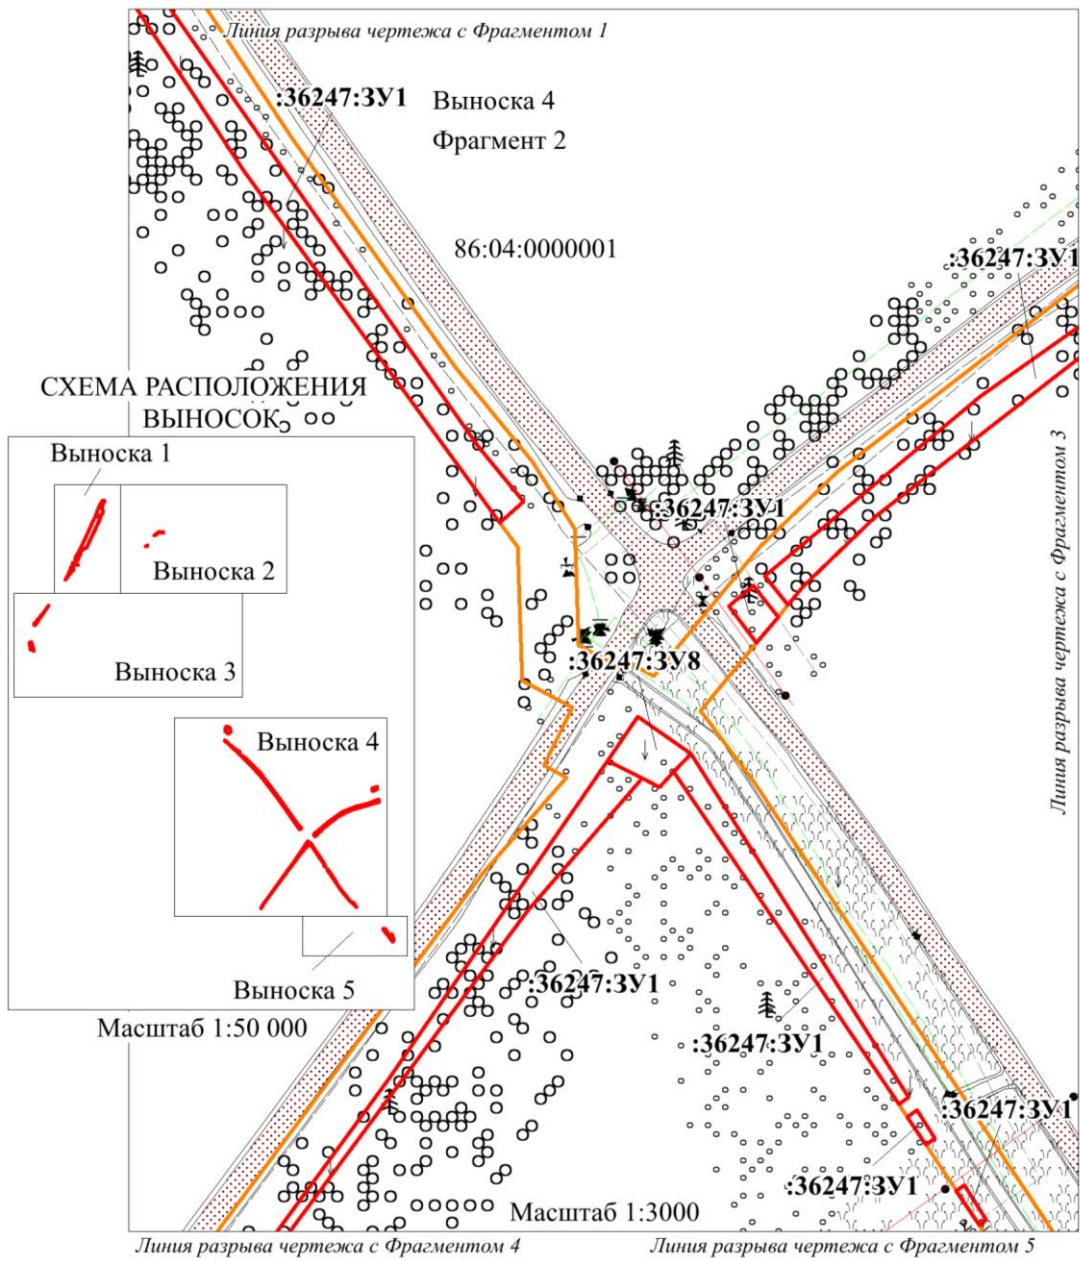 Линия разрыва чертежа с Фрагментом 1
:36247:ЗУ1
Выноска 4
Фрагмент 2
86:04:0000001
:36247:ЗУ1
СХЕМА РАСПОЛОЖЕНИЯ
ВЫНОСОК
Выноска 1
Выноска 2
Выноска 3
Выноска 4
Выноска 5
Масштаб 1:50 000
:36247:ЗУ1
:36247:ЗУ8
Линия разрыва чертежа с Фрагментом 3
:36247:ЗУ1
:36247:ЗУ1
:36247:ЗУ1
:36247:ЗУ1
Масштаб 1:3000
Линия разрыва чертежа с Фрагментом 4
Линия разрыва чертежа с Фрагментом 5